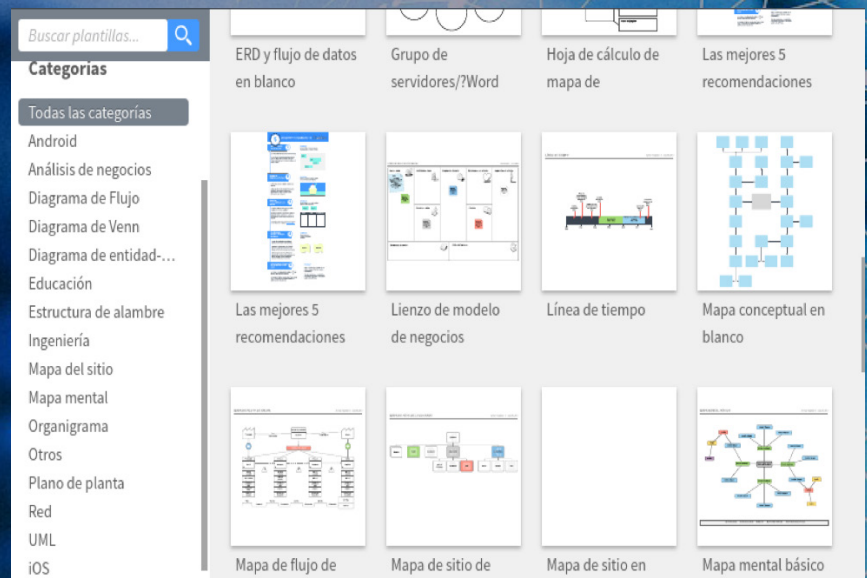 Buscar plantillas...
Categorias
Todas las categorías
Android
Análisis de negocios
Diagrama de Flujo
Diagrama de Venn
Diagrama de entidad-...
Educación
Estructura de alambre
Ingeniería
Mapa del sitio
Mapa mental
Organigrama
Otros
Plano de planta
Red
UML
iOS
ERD y flujo de datos
en blanco
Grupo de
servidores/?Word
Hoja de cálculo de
mapa de
Las mejores 5
recomendaciones
Las mejores 5
recomendaciones
Lienzo de modelo
de negocios
Línea de tiempo
Mapa conceptual en
blanco
Mapa de flujo de
Mapa de sitio de
Mapa de sitio en
Mapa mental básico